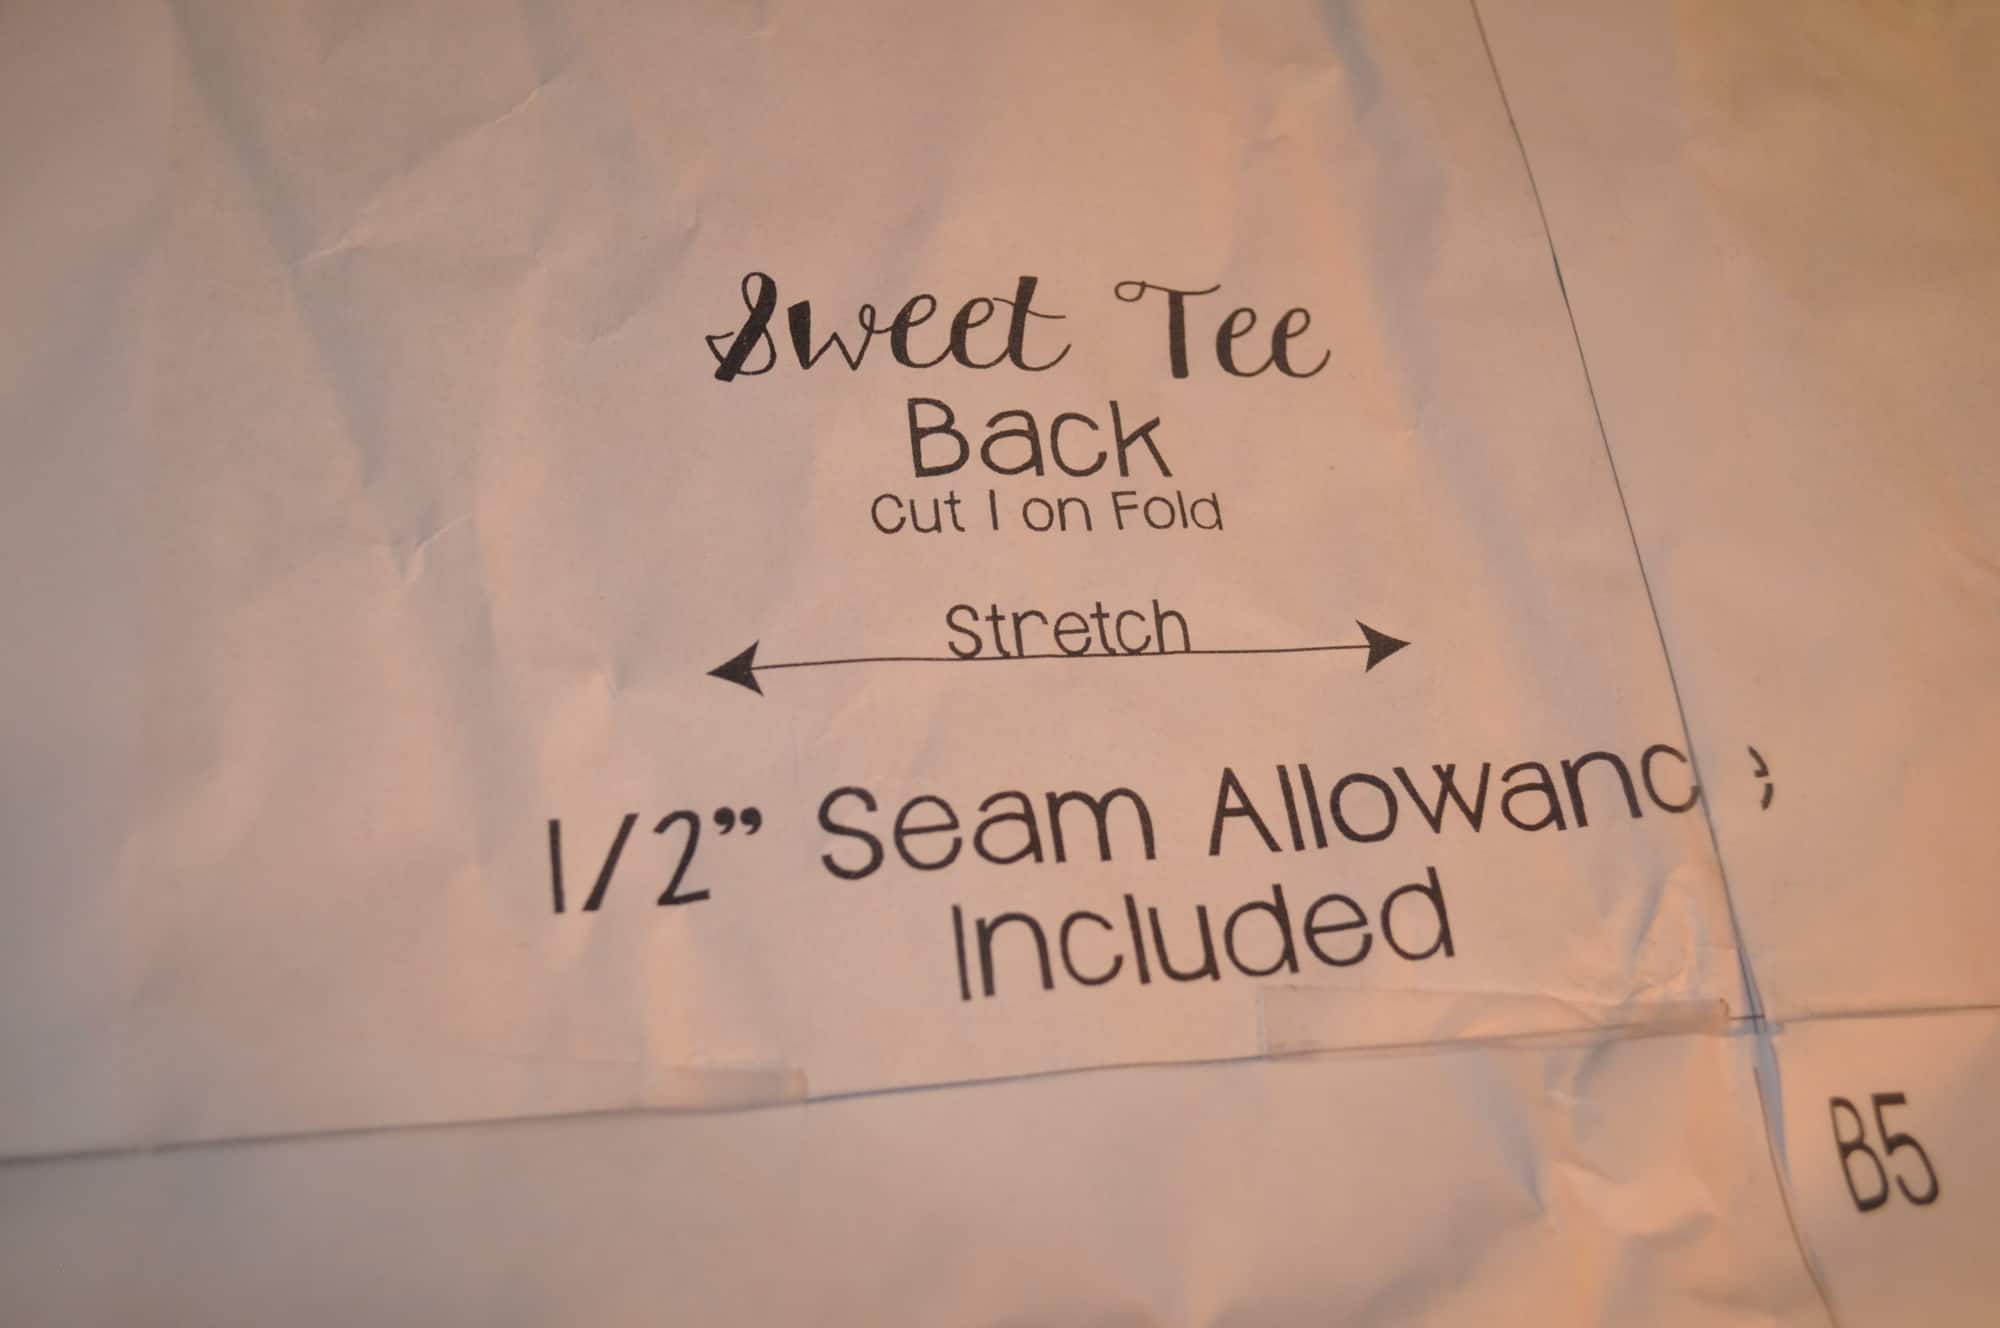 Sweet Tee
Back
Cut 1 on Fold
Stretch
1/2” Seam Allowance
Included
B5